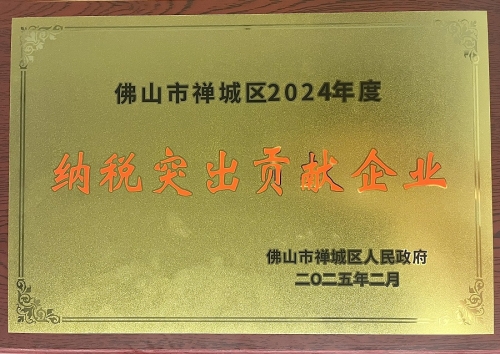 佛山市禅城区2024年度
纳税突出贡献企业
佛山市禅城区人民政府
二〇二五年二月